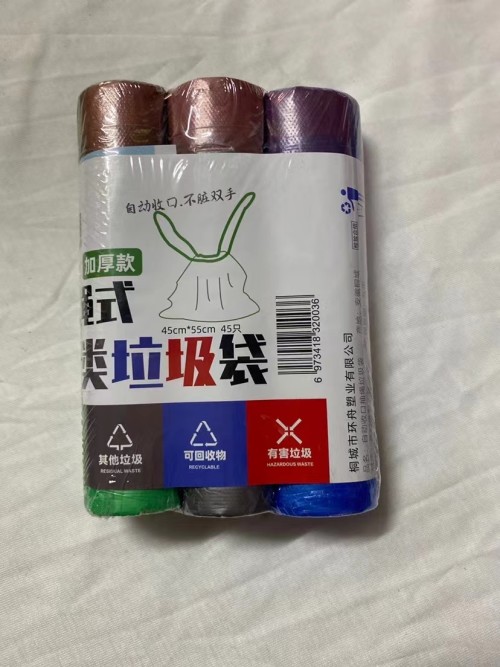 自动收口、不脏双手
加厚款
绳式
45cm*55cm 45只
类垃圾袋
6 973418 320036
其他垃圾
RESIDUAL WASTE
可回收物
RECYCLABLE
有害垃圾
HAZARDOUS WASTE
桐城市环舟塑业有限公司